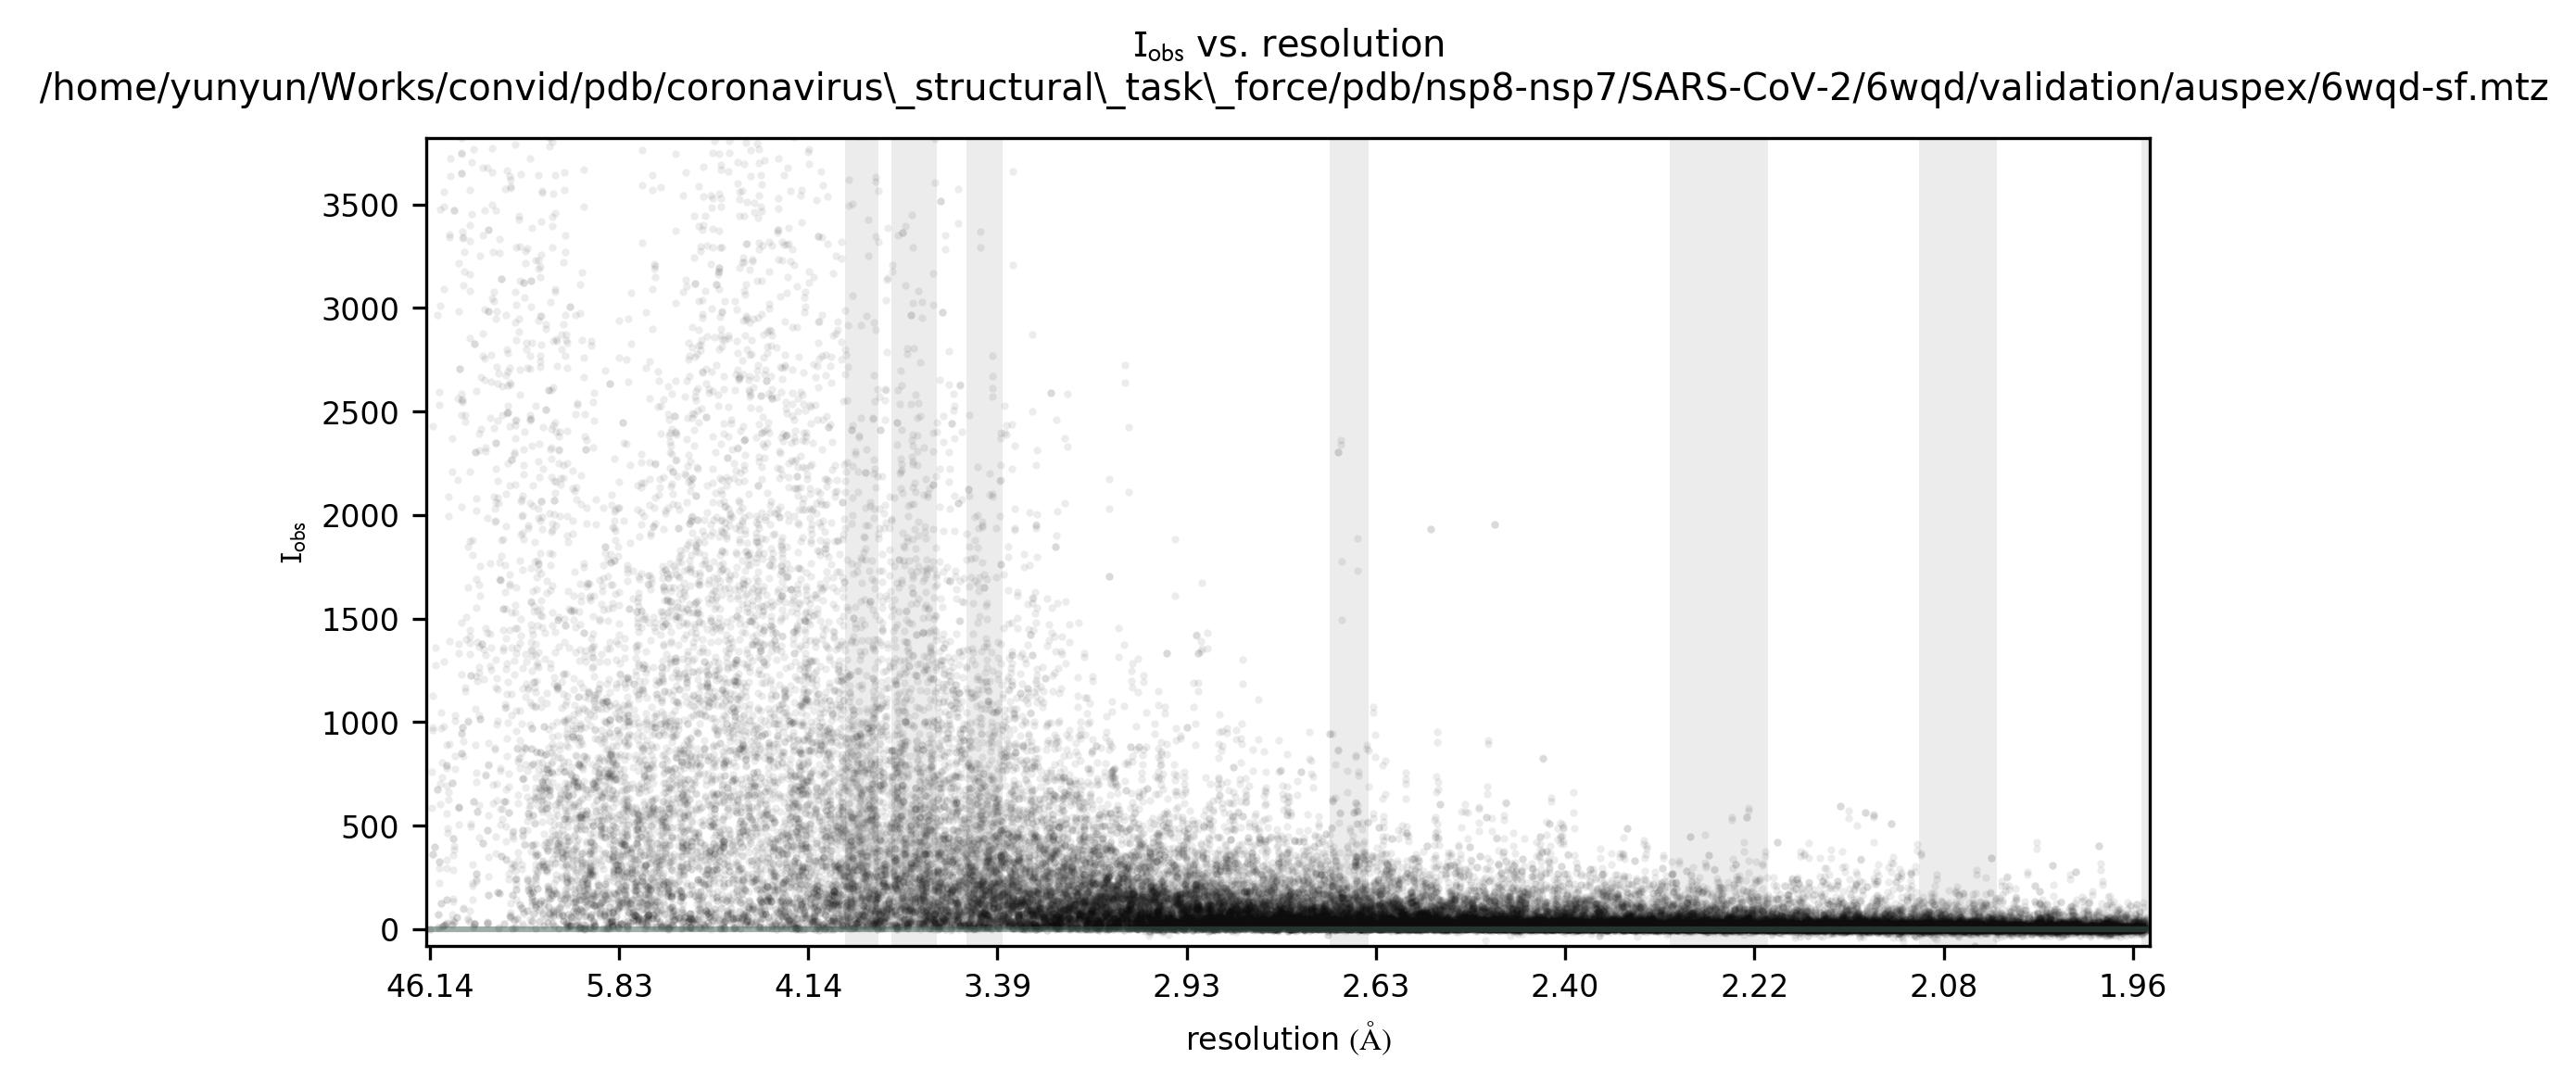 I_obs vs. resolution
/home/yunyun/Works/convid/pdb/coronavirus\_structural\_task\_force/pdb/nsp8-nsp7/SARS-CoV-2/6wqd/validation/auspex/6wqd-sf.mtz
3500
3000
2500
2000
1500
1000
500
0
I_obs
46.14 5.83 4.14 3.39 2.93 2.63 2.40 2.22 2.08 1.96
resolution (Å)